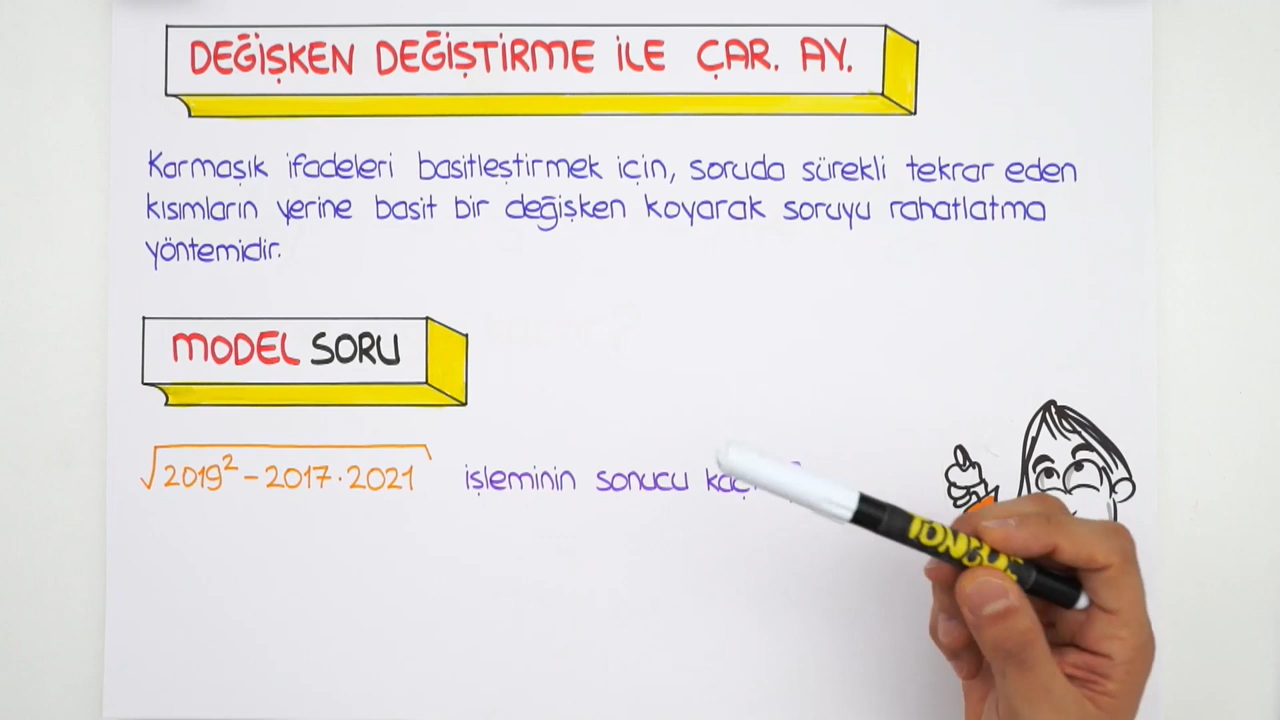 DEĞİŞKEN DEĞİŞTİRME İLE ÇAR. AY.
Karmaşık ifadeleri basitleştirmek için, soruda sürekli tekrar eden
kısımların yerine basit bir değişken koyarak soruyu rahatlatma
yöntemidir.
MODEL SORU
√2019² − 2017·2021 işleminin sonucu